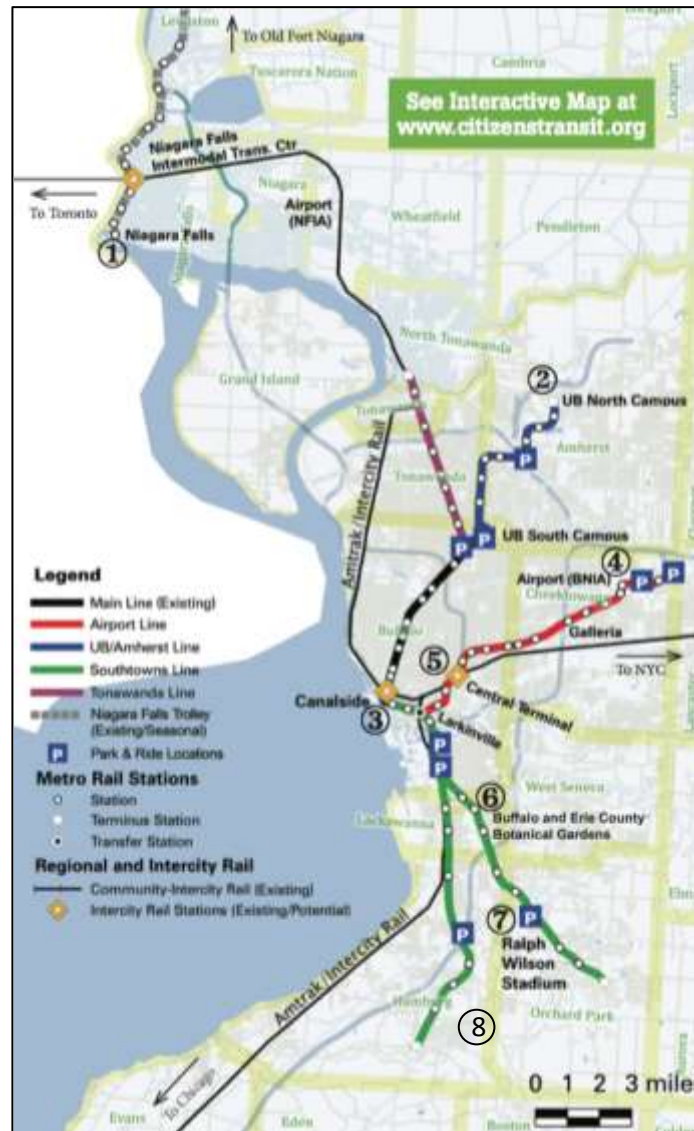 Lewiston
To Old Fort Niagara
Lockport
Cambria
Tuscarora Nation
Lockport
See Interactive Map at
www.citizenstransit.org
Niagara Falls
Intermodal Trans. Ctr
Niagara
Airport
(NFIA)
Wheatfield
Pendleton
To Toronto
① Niagara Falls
Niagara Falls
North Tonawanda
Grand Island
②
UB North Campus
Amherst
Tonawanda
Amtrak/Intercity Rail
UB South Campus
④
Airport (BNIA)
Cheektowaga
Galleria
To NYC
Buffalo
⑤
Central Terminal
Canalside
③
Larkinville
Legend
Main Line (Existing)
Airport Line
UB/Amherst Line
Southtowns Line
Tonawanda Line
Niagara Falls Trolley
(Existing/Seasonal)
P Park & Ride Locations
Metro Rail Stations
Station
Terminus Station
Transfer Station
Regional and Intercity Rail
Community-Intercity Rail (Existing)
Intercity Rail Stations (Existing/Potential)
West Seneca
⑥
Buffalo and Erie County
Botanical Gardens
Lackawanna
⑦
Ralph
Wilson
Stadium
Amtrak/Intercity Rail
Hamburg
⑧
Orchard Park
To Chicago
0 1 2 3 mile
Evans
Eden
Boston